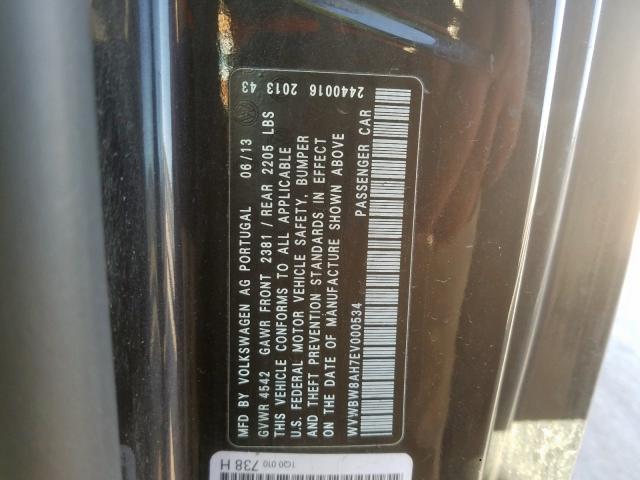 MFD BY VOLKSWAGEN AG PORTUGAL 06/13
GVWR 4542 GAWR FRONT 2381 / REAR 2205 LBS
THIS VEHICLE CONFORMS TO ALL APPLICABLE
U.S. FEDERAL MOTOR VEHICLE SAFETY, BUMPER
AND THEFT PREVENTION STANDARDS IN EFFECT
ON THE DATE OF MANUFACTURE SHOWN ABOVE
2440016 2013 43
WVWBW8AH7EV000534 PASSENGER CAR
1Q0 010 738 H